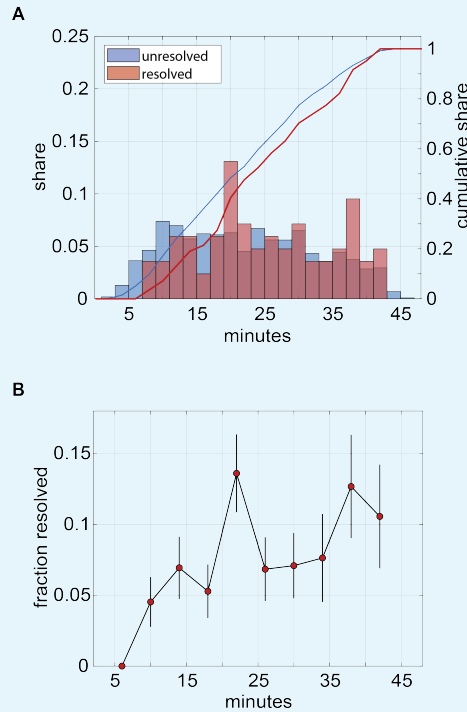 A
0.25
0.2
0.15
0.1
0.05
0
share
unresolved
resolved
1
0.8
0.6
0.4
0.2
0
cumulative share
5 15 25 35 45
minutes
B
0.15
0.1
0.05
0
fraction resolved
5 15 25 35 45
minutes